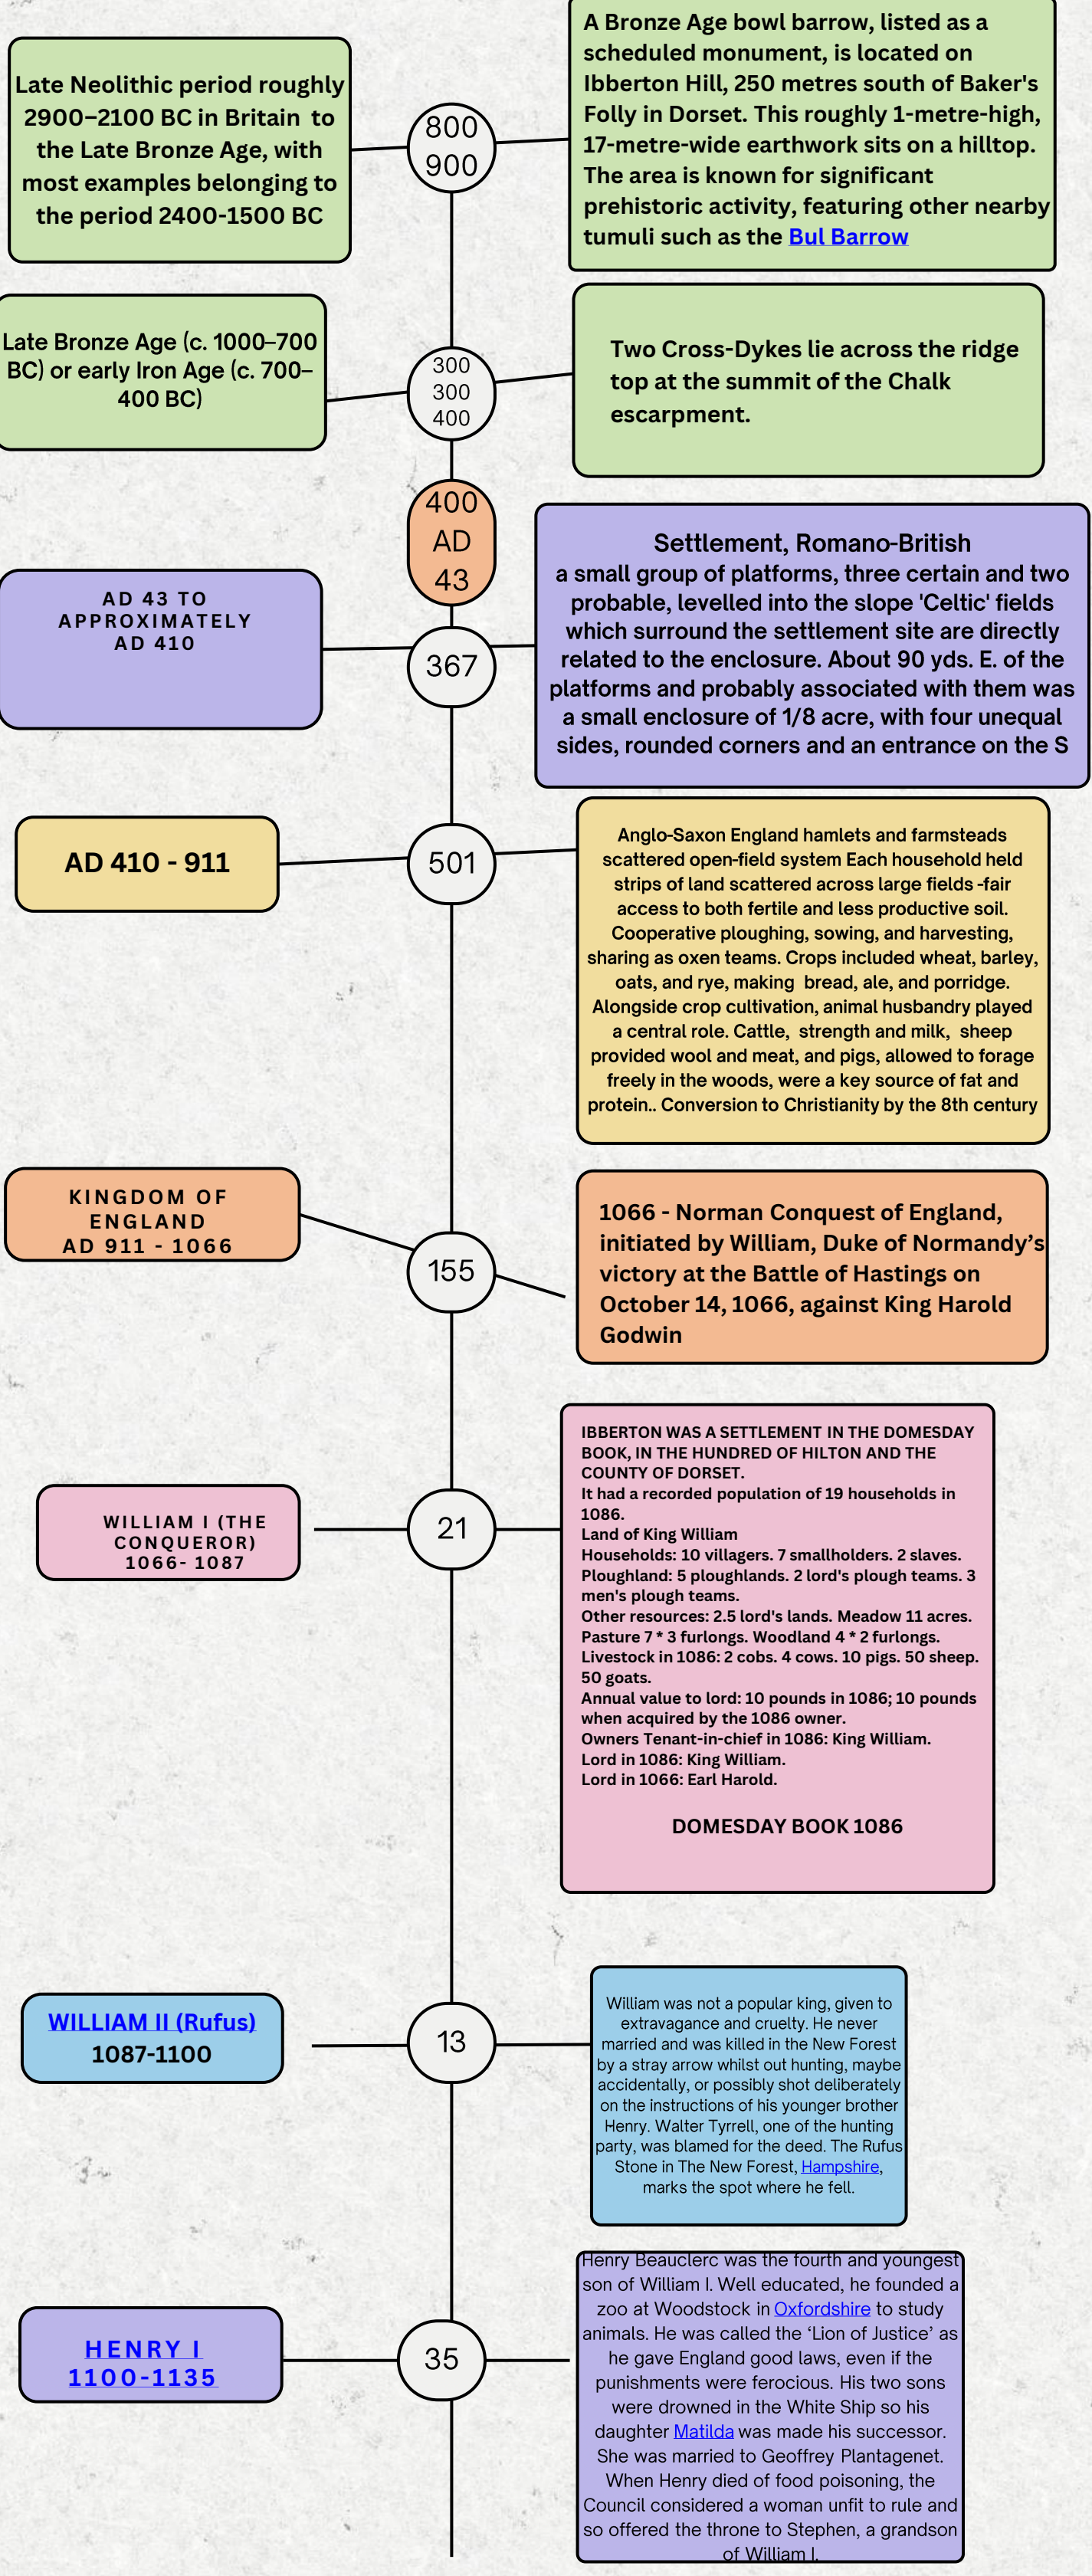 Late Neolithic period roughly
2900–2100 BC in Britain  to
the Late Bronze Age, with
most examples belonging to
the period 2400-1500 BC
800
900
A Bronze Age bowl barrow, listed as a
scheduled monument, is located on
Ibberton Hill, 250 metres south of Baker's
Folly in Dorset. This roughly 1-metre-high,
17-metre-wide earthwork sits on a hilltop.
The area is known for significant
prehistoric activity, featuring other nearby
tumuli such as the Bul Barrow
Late Bronze Age (c. 1000–700
BC) or early Iron Age (c. 700–
400 BC)
300
300
400
Two Cross-Dykes lie across the ridge
top at the summit of the Chalk
escarpment.
400
AD
43
AD 43 TO
APPROXIMATELY
AD 410
367
Settlement, Romano-British
a small group of platforms, three certain and two
probable, levelled into the slope 'Celtic' fields
which surround the settlement site are directly
related to the enclosure. About 90 yds. E. of the
platforms and probably associated with them was
a small enclosure of 1/8 acre, with four unequal
sides, rounded corners and an entrance on the S
AD 410 - 911
501
Anglo-Saxon England hamlets and farmsteads
scattered open-field system Each household held
strips of land scattered across large fields -fair
access to both fertile and less productive soil.
Cooperative ploughing, sowing, and harvesting,
sharing as oxen teams. Crops included wheat, barley,
oats, and rye, making  bread, ale, and porridge.
Alongside crop cultivation, animal husbandry played
a central role. Cattle,  strength and milk,  sheep
provided wool and meat, and pigs, allowed to forage
freely in the woods, were a key source of fat and
protein.. Conversion to Christianity by the 8th century
KINGDOM OF
ENGLAND
AD 911 - 1066
155
1066 - Norman Conquest of England,
initiated by William, Duke of Normandy's
victory at the Battle of Hastings on
October 14, 1066, against King Harold
Godwin
WILLIAM I (THE
CONQUEROR)
1066- 1087
21
IBBERTON WAS A SETTLEMENT IN THE DOMESDAY
BOOK, IN THE HUNDRED OF HILTON AND THE
COUNTY OF DORSET.
It had a recorded population of 19 households in
1086.
Land of King William
Households: 10 villagers. 7 smallholders. 2 slaves.
Ploughland: 5 ploughlands. 2 lord's plough teams. 3
men's plough teams.
Other resources: 2.5 lord's lands. Meadow 11 acres.
Pasture 7 * 3 furlongs. Woodland 4 * 2 furlongs.
Livestock in 1086: 2 cobs. 4 cows. 10 pigs. 50 sheep.
50 goats.
Annual value to lord: 10 pounds in 1086; 10 pounds
when acquired by the 1086 owner.
Owners Tenant-in-chief in 1086: King William.
Lord in 1086: King William.
Lord in 1066: Earl Harold.
DOMESDAY BOOK 1086
WILLIAM II (Rufus)
1087-1100
13
William was not a popular king, given to
extravagance and cruelty. He never
married and was killed in the New Forest
by a stray arrow whilst out hunting, maybe
accidentally, or possibly shot deliberately
on the instructions of his younger brother
Henry. Walter Tyrrell, one of the hunting
party, was blamed for the deed. The Rufus
Stone in The New Forest, Hampshire,
marks the spot where he fell.
HENRY I
1100-1135
35
Henry Beauclerc was the fourth and youngest
son of William I. Well educated, he founded a
zoo at Woodstock in Oxfordshire to study
animals. He was called the ‘Lion of Justice’ as
he gave England good laws, even if the
punishments were ferocious. His two sons
were drowned in the White Ship so his
daughter Matilda was made his successor.
She was married to Geoffrey Plantagenet.
When Henry died of food poisoning, the
Council considered a woman unfit to rule and
so offered the throne to Stephen, a grandson
of William I.